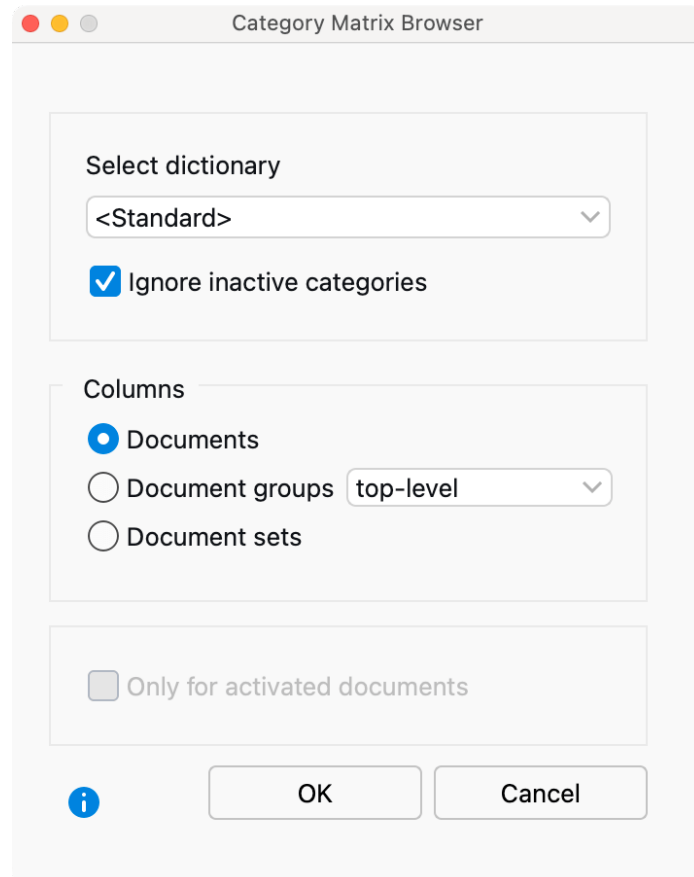 Category Matrix Browser
Select dictionary
<Standard>
Ignore inactive categories
Columns
Documents
Document groups top-level
Document sets
Only for activated documents
OK Cancel